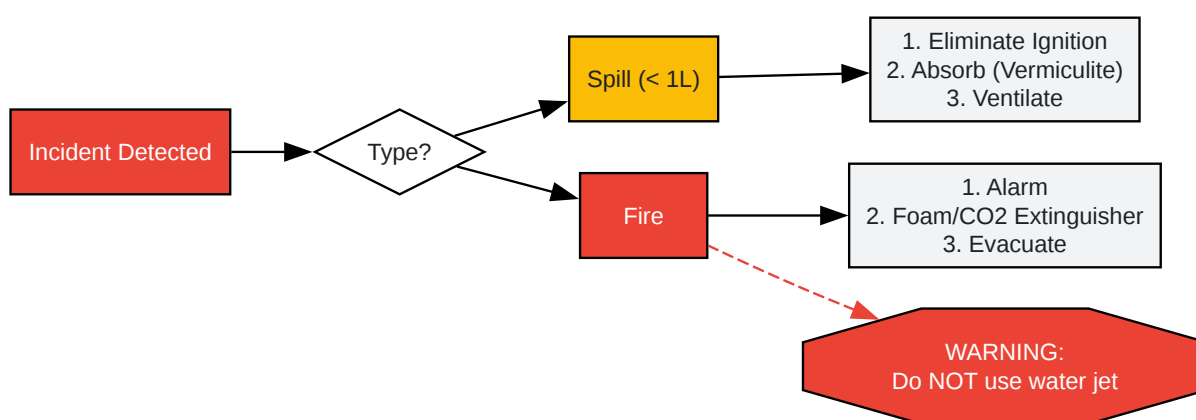 Incident Detected
Type?
Spill (< 1L)
1. Eliminate Ignition
2. Absorb (Vermiculite)
3. Ventilate
Fire
1. Alarm
2. Foam/CO2 Extinguisher
3. Evacuate
WARNING:
Do NOT use water jet